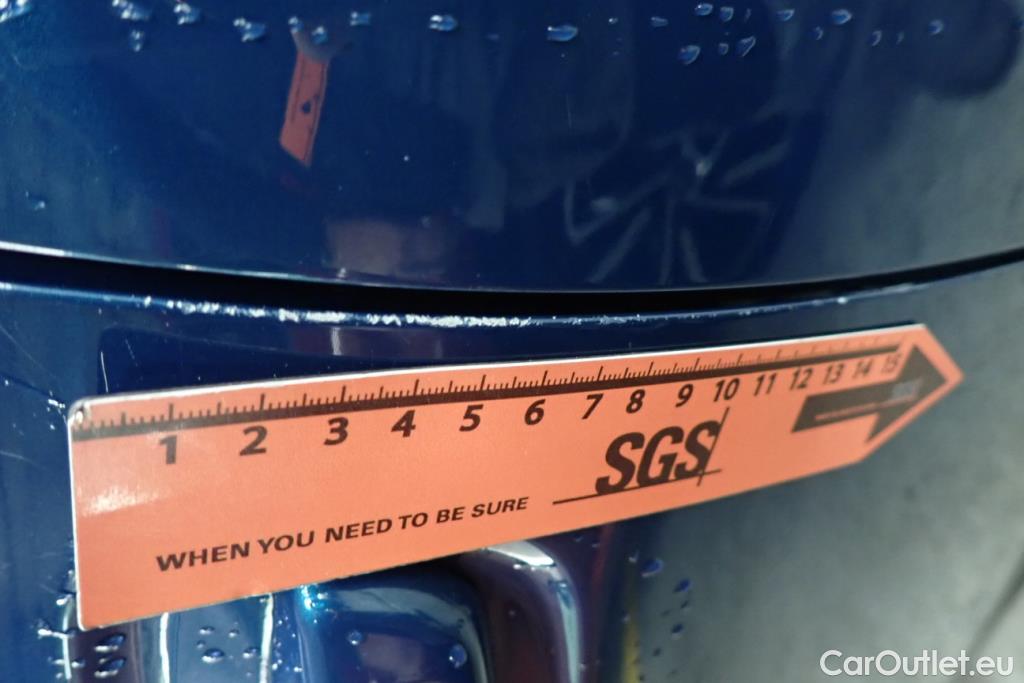 1 2 3 4 5 6 7 8 9 10 11 12 13 14 15
SGS
WHEN YOU NEED TO BE SURE
CarOutlet.eu